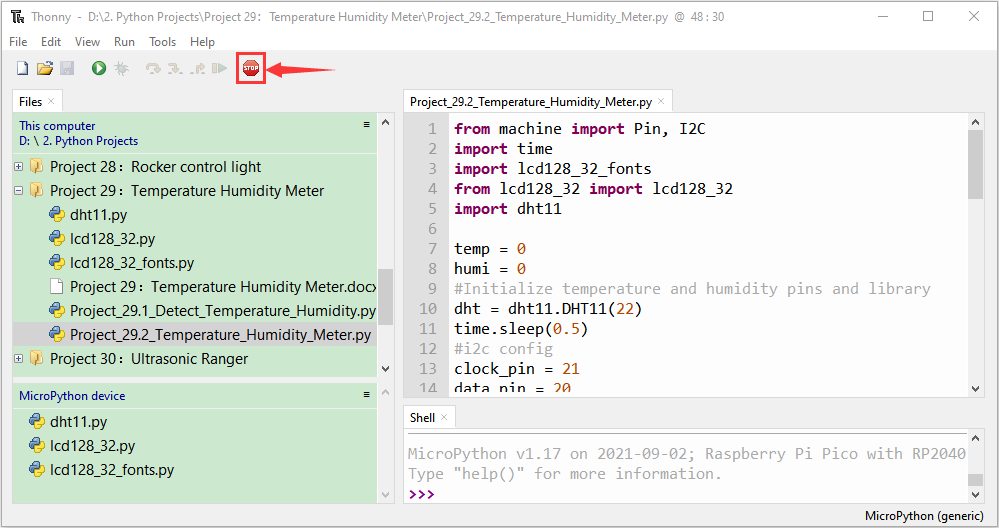 Thonny - D:\2. Python Projects\Project 29：Temperature Humidity Meter\Project_29.2_Temperature_Humidity_Meter.py @ 48 : 30
File Edit View Run Tools Help
STOP
Files
This computer
D: \ 2. Python Projects
Project 28：Rocker control light
Project 29：Temperature Humidity Meter
dht11.py
lcd128_32.py
lcd128_32_fonts.py
Project 29：Temperature Humidity Meter.docx
Project_29.1_Detect_Temperature_Humidity.py
Project_29.2_Temperature_Humidity_Meter.py
Project 30：Ultrasonic Ranger
MicroPython device
dht11.py
lcd128_32.py
lcd128_32_fonts.py
Project_29.2_Temperature_Humidity_Meter.py
1 from machine import Pin, I2C
2 import time
3 import lcd128_32_fonts
4 from lcd128_32 import lcd128_32
5 import dht11
6
7 temp = 0
8 humi = 0
9 #Initialize temperature and humidity pins and library
10 dht = dht11.DHT11(22)
11 time.sleep(0.5)
12 #i2c config
13 clock_pin = 21
14 data_pin = 20
Shell
MicroPython v1.17 on 2021-09-02; Raspberry Pi Pico with RP2040
Type "help()" for more information.
>>>
MicroPython (generic)